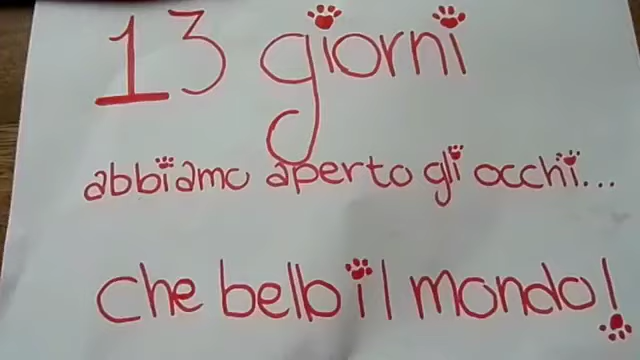 13 giorni
abbiamo aperto gli occhi...
che bello il mondo!